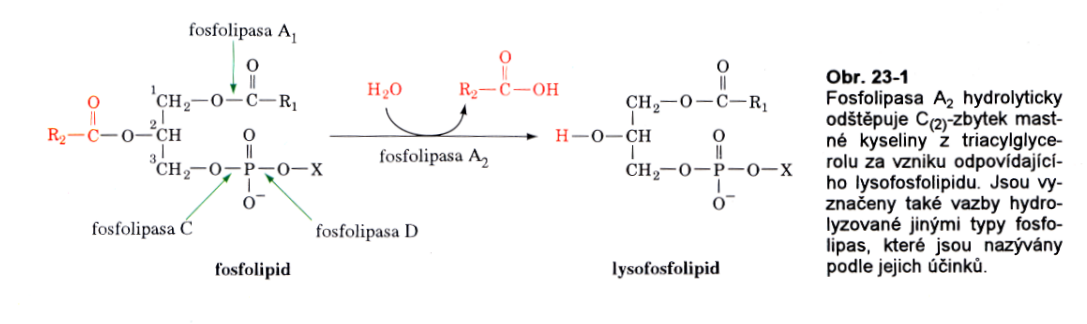 fosfolipasa A₁
O
‖
¹CH₂—O—C—R₁
O
‖
R₂—C—O—²CH
O
‖
³CH₂—O—P—O—X
O⁻
fosfolipasa C
fosfolipasa D
fosfolipid
H₂O
O
‖
R₂—C—OH
fosfolipasa A₂
O
‖
CH₂—O—C—R₁
H—O—CH
O
‖
CH₂—O—P—O—X
O⁻
lysofosfolipid
Obr. 23-1
Fosfolipasa A₂ hydrolyticky
odštěpuje C₍₂₎-zbytek mast-
né kyseliny z triacylglyce-
rolu za vzniku odpovídající-
ho lysofosfolipidu. Jsou vy-
značeny také vazby hydro-
lyzované jinými typy fosfo-
lipas, které jsou nazývány
podle jejich účinků.